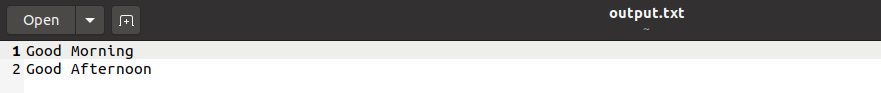 Open
output.txt
~
1 Good Morning
2 Good Afternoon